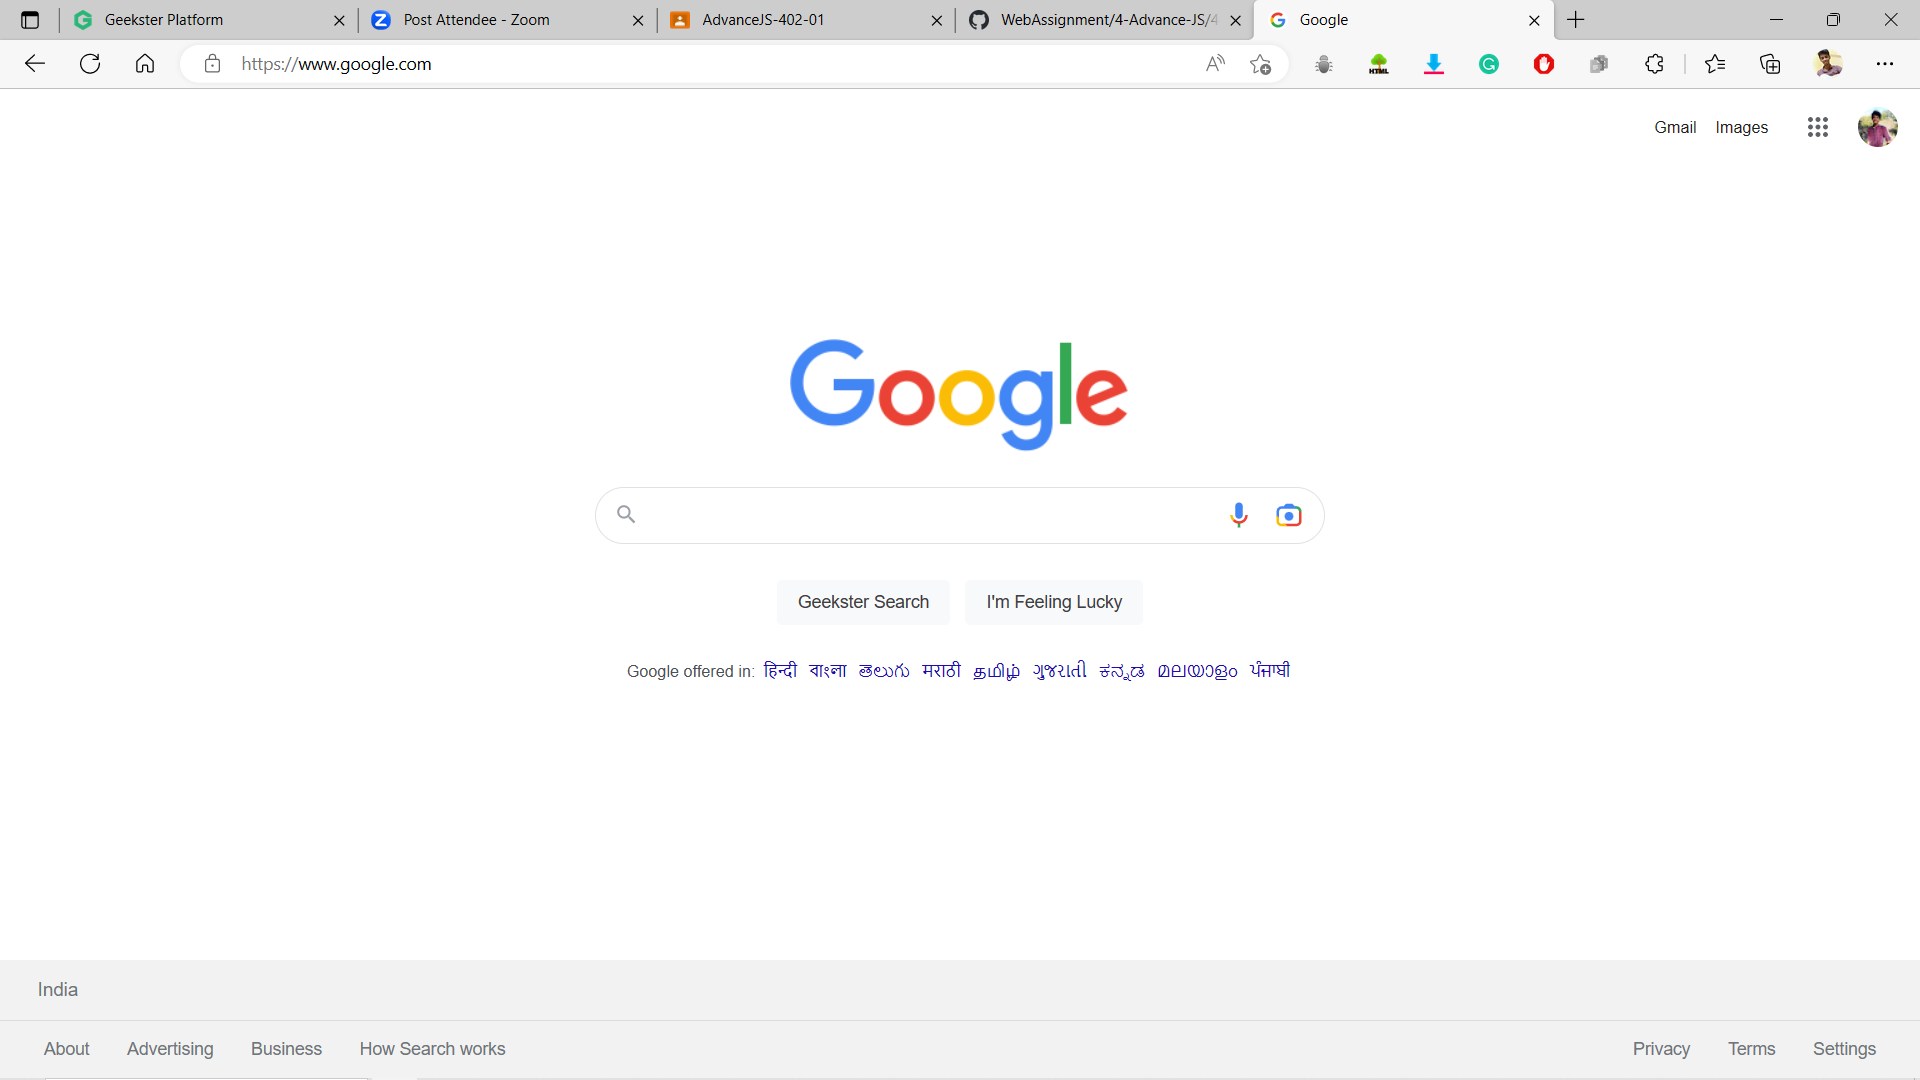 Geekster Platform
Post Attendee - Zoom
AdvanceJS-402-01
WebAssignment/4-Advance-JS/4
Google
https://www.google.com
HTML
Gmail Images
Google
Geekster Search I'm Feeling Lucky
Google offered in: हिन्दी বাংলা తెలుగు मराठी தமிழ் ગુજરાતી ಕನ್ನಡ മലയാളം ਪੰਜਾਬੀ
India
About Advertising Business How Search works Privacy Terms Settings